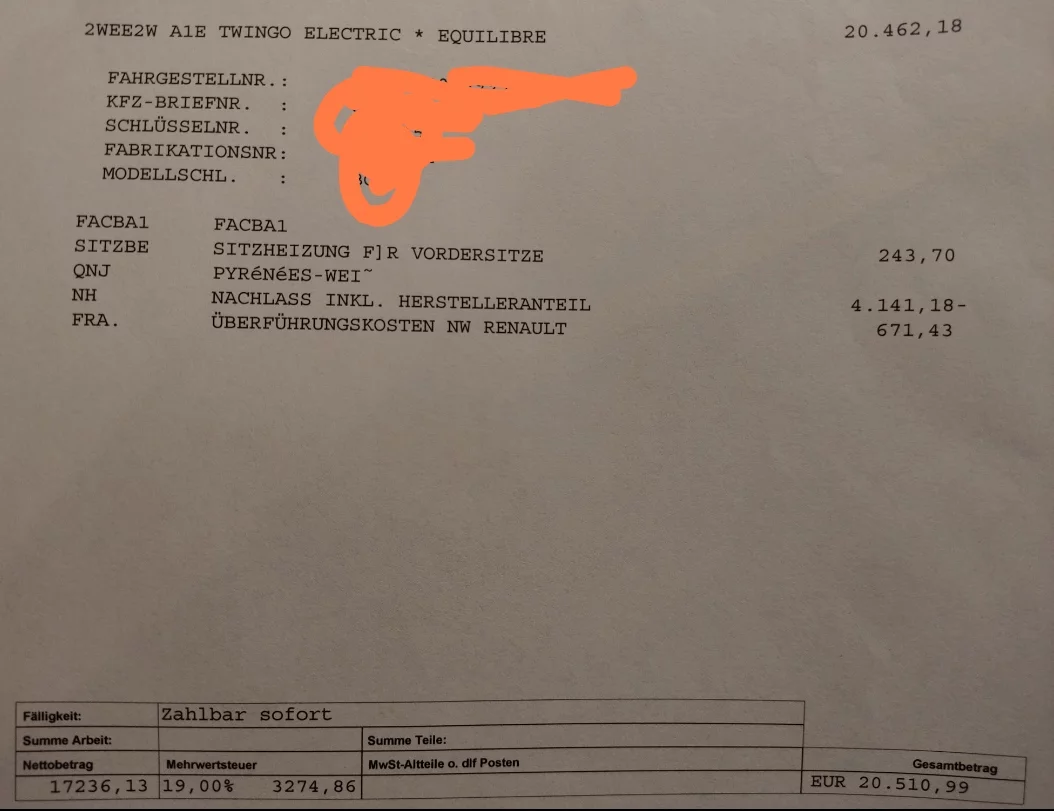 2WEE2W A1E TWINGO ELECTRIC * EQUILIBRE 20.462,18
FAHRGESTELLNR.:
KFZ-BRIEFNR. :
SCHLÜSSELNR. :
FABRIKATIONSNR:
MODELLSCHL. :
FACBA1 FACBA1
SITZBE SITZHEIZUNG F]R VORDERSITZE 243,70
QNJ PYRéNéES-WEI~
NH NACHLASS INKL. HERSTELLERANTEIL 4.141,18-
FRA. ÜBERFÜHRUNGSKOSTEN NW RENAULT 671,43
Fälligkeit: Zahlbar sofort
Summe Arbeit: Summe Teile:
Nettobetrag Mehrwertsteuer MwSt-Altteile o. dlf Posten Gesamtbetrag
17236,13 19,00% 3274,86 EUR 20.510,99